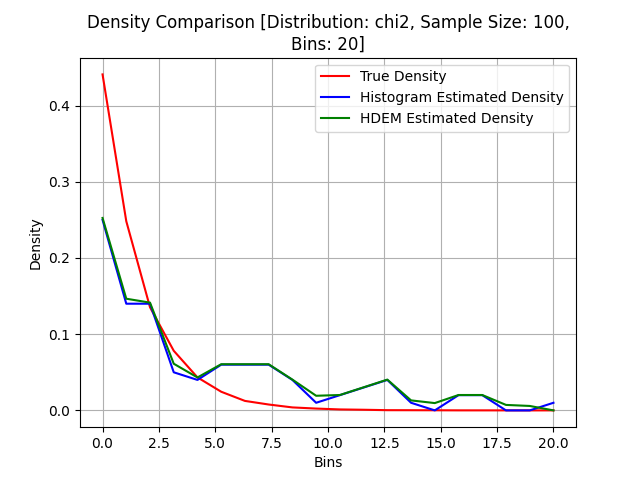 Density Comparison [Distribution: chi2, Sample Size: 100,
Bins: 20]
True Density
Histogram Estimated Density
HDEM Estimated Density
Density
0.4
0.3
0.2
0.1
0.0
0.0 2.5 5.0 7.5 10.0 12.5 15.0 17.5 20.0
Bins